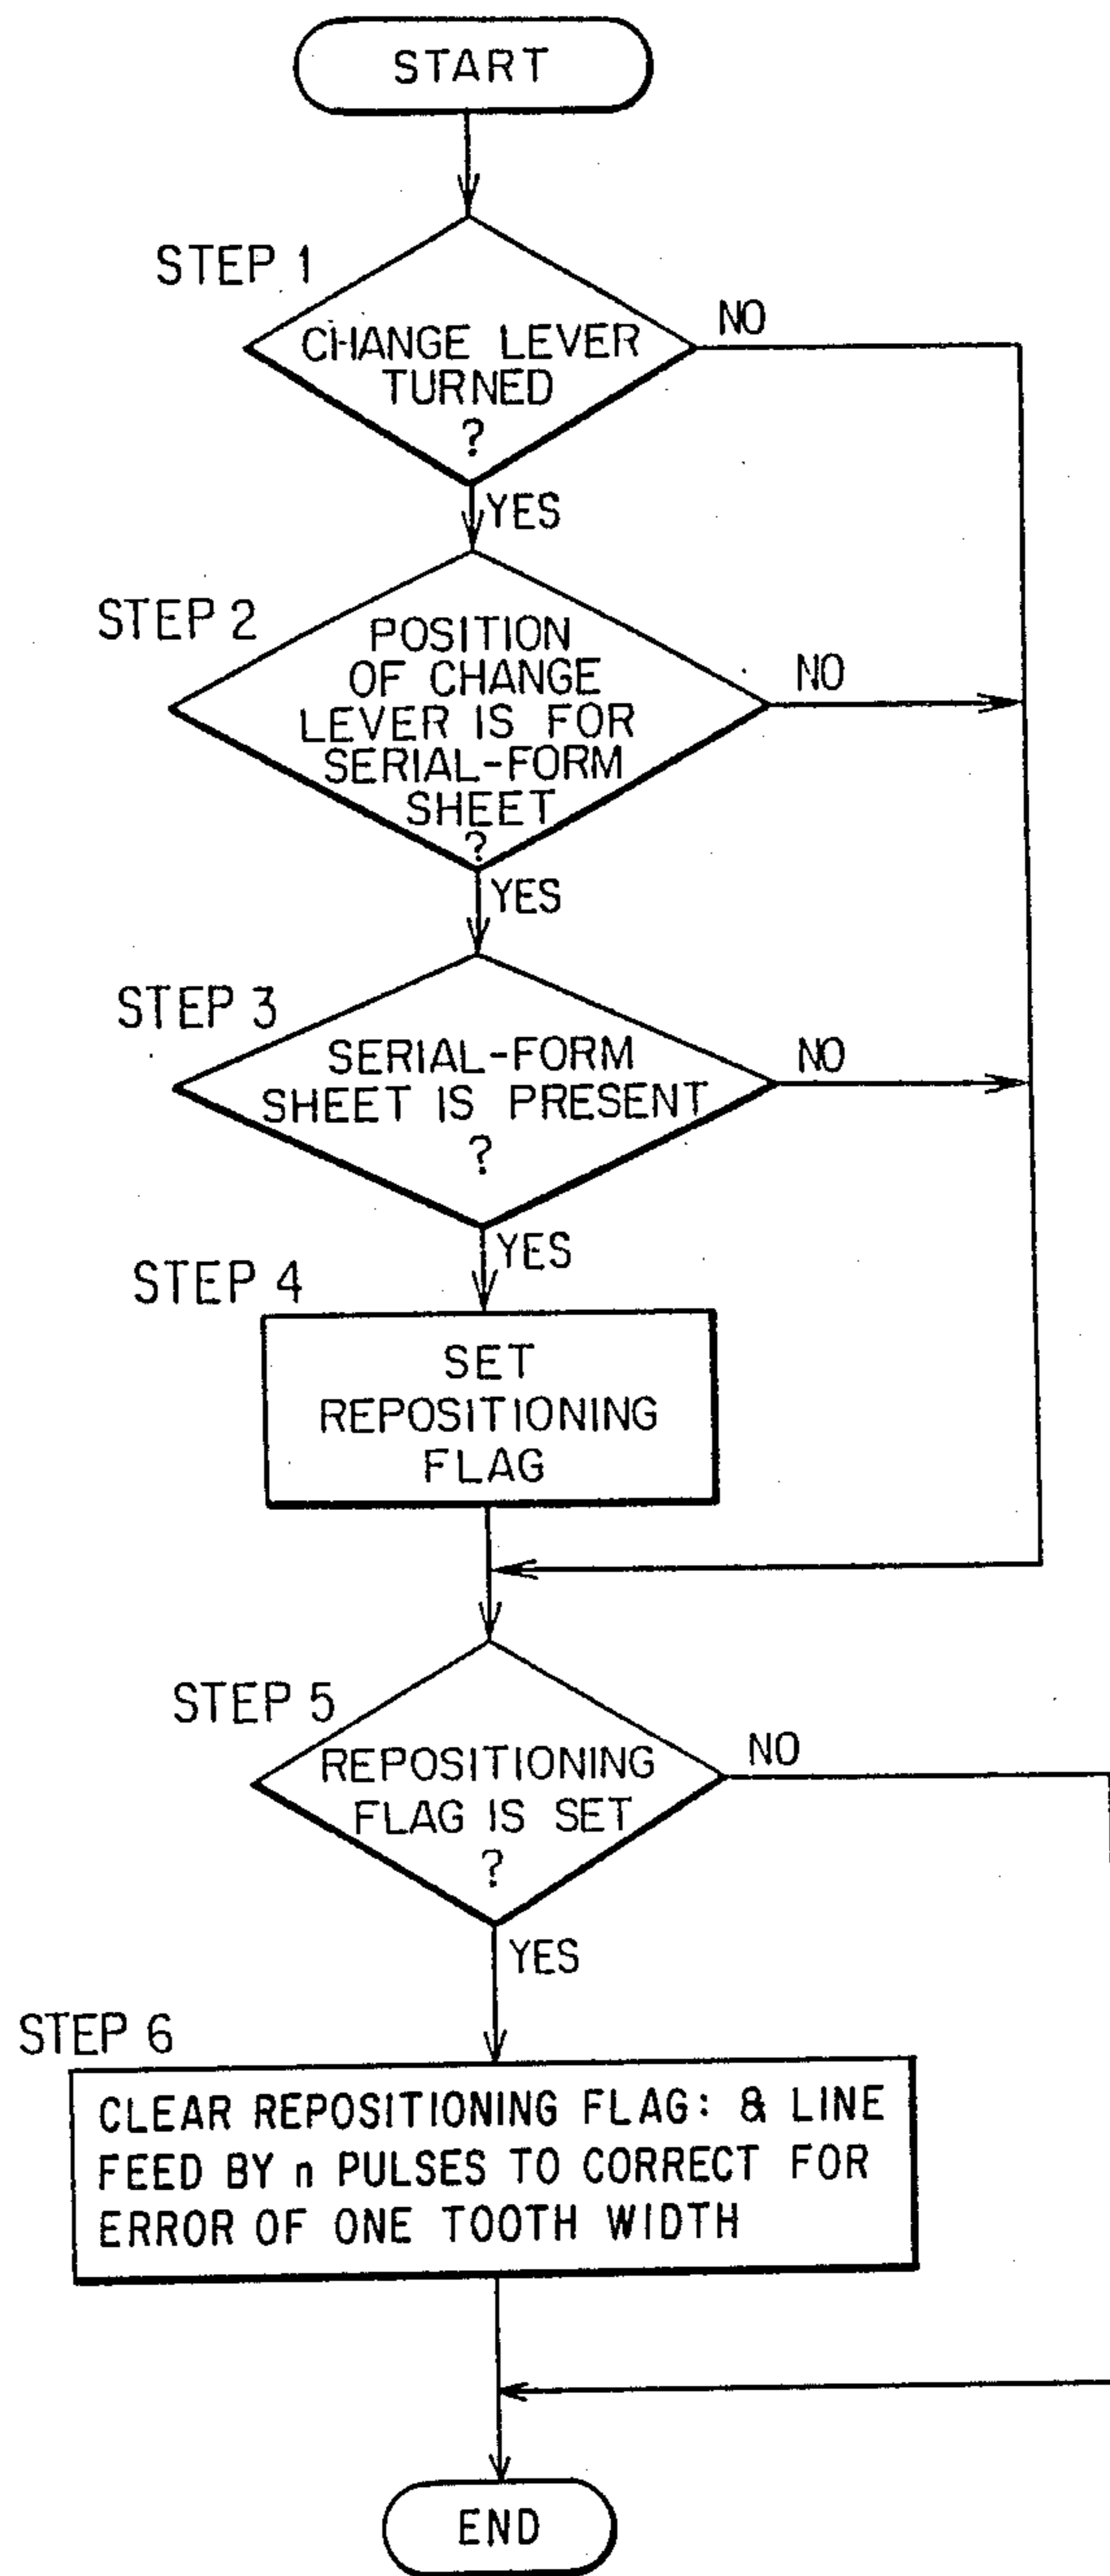 START
STEP 1
CHANGE LEVER
TURNED
?
NO
YES
STEP 2
POSITION
OF CHANGE
LEVER IS FOR
SERIAL-FORM
SHEET
?
NO
YES
STEP 3
SERIAL-FORM
SHEET IS PRESENT
?
NO
YES
STEP 4
SET
REPOSITIONING
FLAG
STEP 5
REPOSITIONING
FLAG IS SET
?
NO
YES
STEP 6
CLEAR REPOSITIONING FLAG: & LINE
FEED BY n PULSES TO CORRECT FOR
ERROR OF ONE TOOTH WIDTH
END